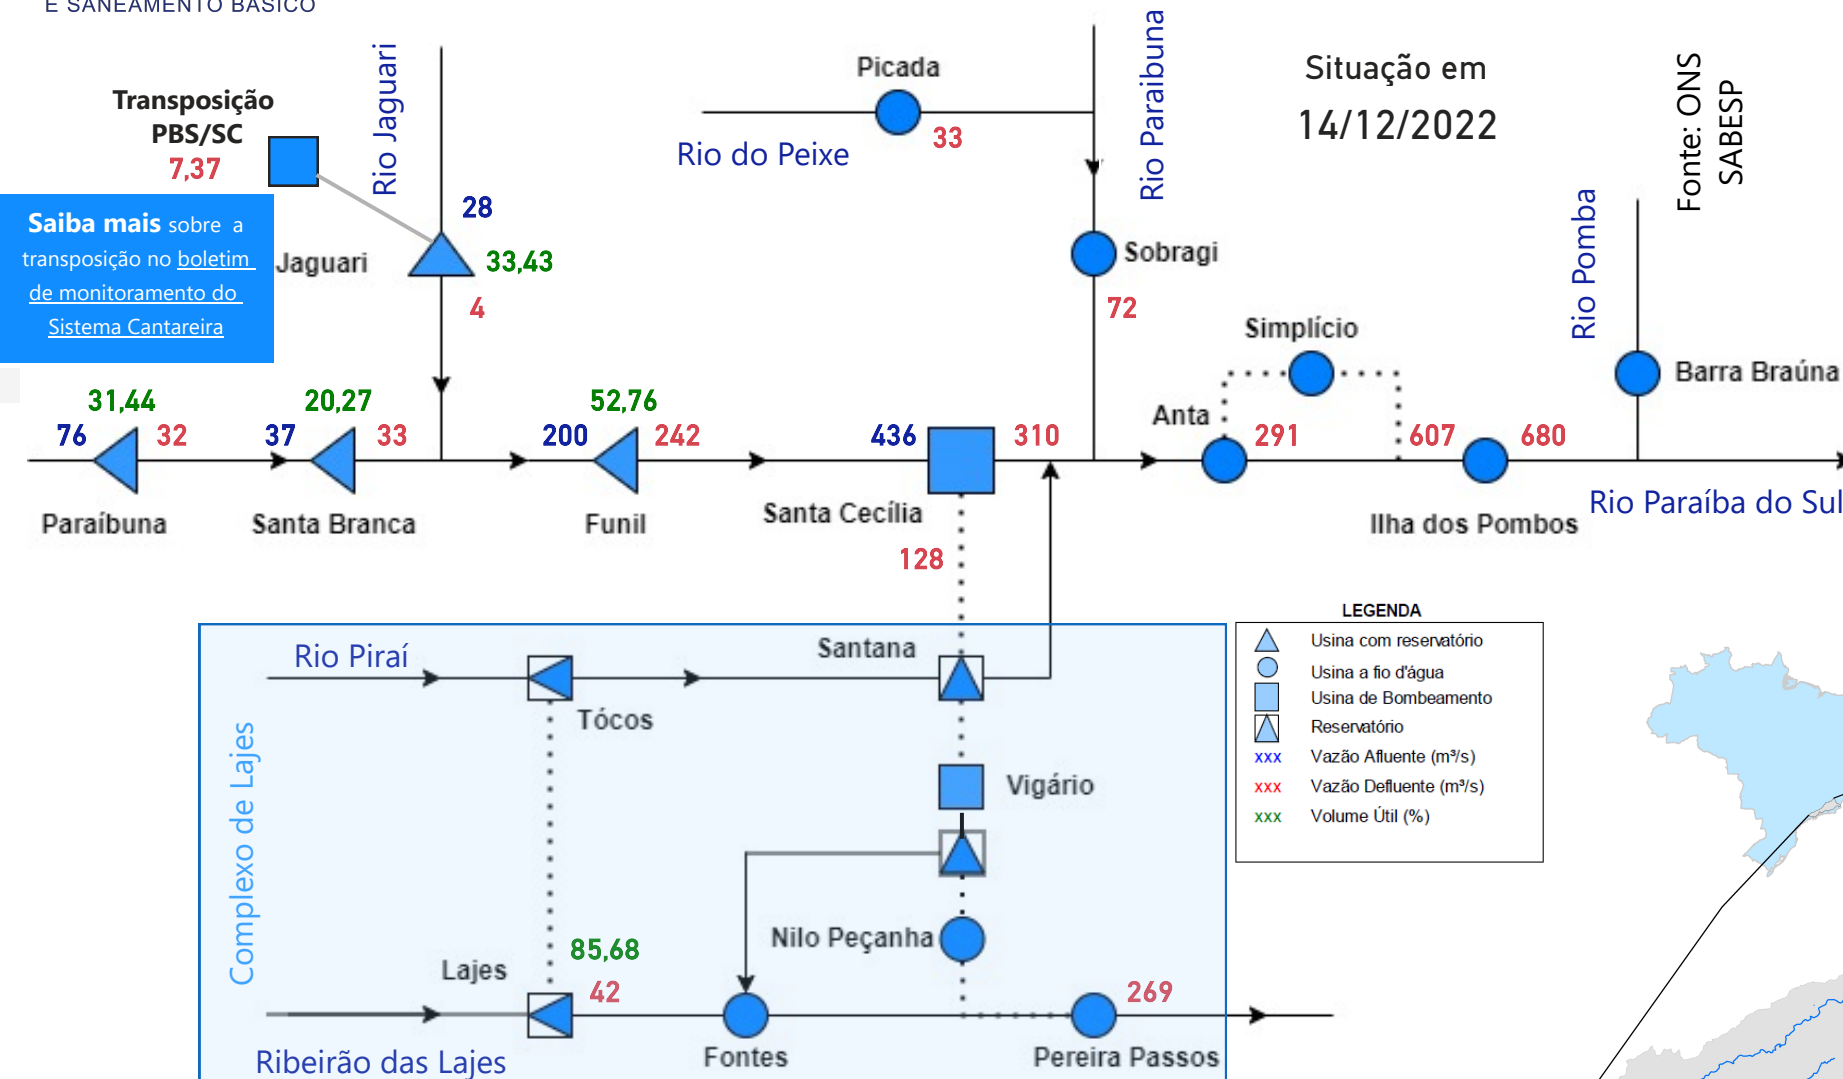 E SANEAMENTO BÁSICO
Transposição
PBS/SC
7,37
Saiba mais sobre a
transposição no boletim
de monitoramento do
Sistema Cantareira
Rio Jaguari
28
Jaguari
33,43
4
Picada
33
Rio do Peixe
Rio Paraibuna
Situação em
14/12/2022
Fonte: ONS
SABESP
Sobragi
72
Simplício
Rio Pomba
Barra Braúna
31,44
76
32
Paraíbuna
20,27
37
33
Santa Branca
52,76
200
242
Funil
436
310
Santa Cecília
128
Anta
291
607
680
Ilha dos Pombos
Rio Paraíba do Sul
Complexo de Lajes
Rio Piraí
Tócos
Santana
Vigário
Nilo Peçanha
Lajes
85,68
42
Ribeirão das Lajes
Fontes
269
Pereira Passos
LEGENDA
Usina com reservatório
Usina a fio d'água
Usina de Bombeamento
Reservatório
xxx Vazão Afluente (m³/s)
xxx Vazão Defluente (m³/s)
xxx Volume Útil (%)